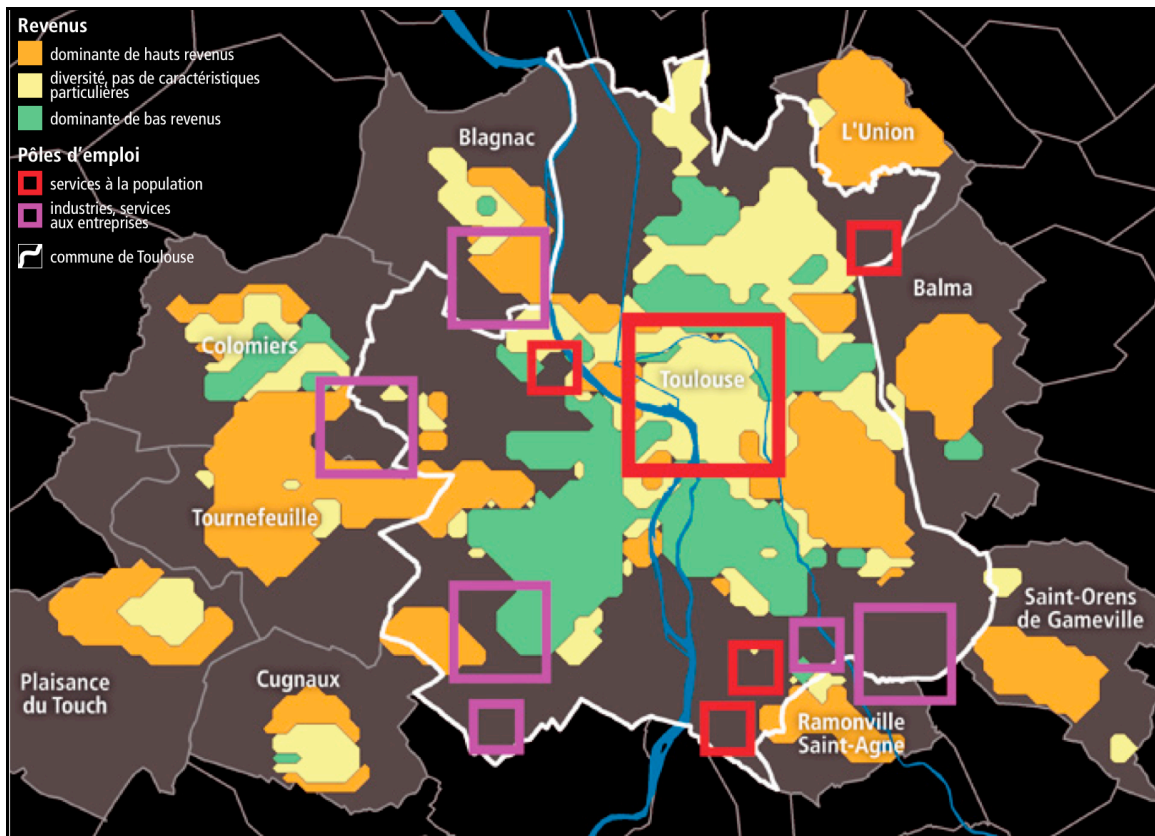 Revenus
dominante de hauts revenus
diversité, pas de caractéristiques
particulières
dominante de bas revenus
Pôles d'emploi
services à la population
industries, services
aux entreprises
commune de Toulouse
Blagnac
L'Union
Balma
Colomiers
Toulouse
Tournefeuille
Saint-Orens
de Gameville
Plaisance
du Touch
Cugnaux
Ramonville
Saint-Agne